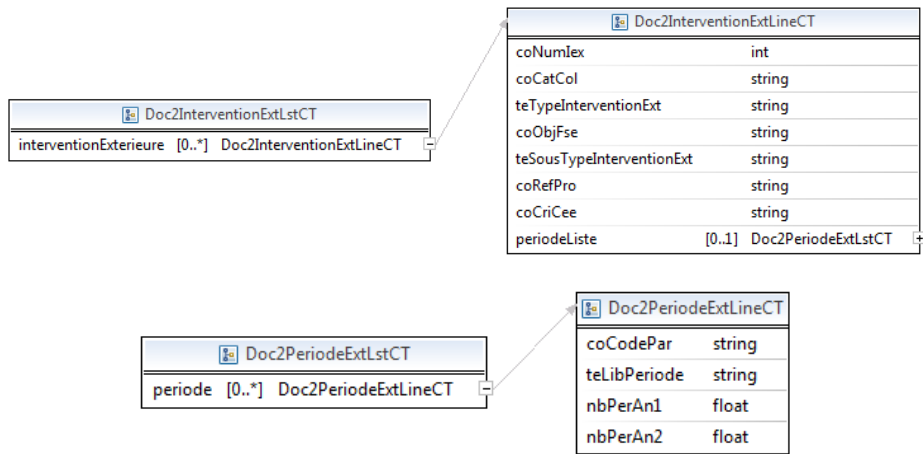 Doc2InterventionExtLstCT
interventionExterieure [0..*] Doc2InterventionExtLineCT
Doc2InterventionExtLineCT
coNumIex int
coCatCol string
teTypeInterventionExt string
coObjFse string
teSousTypeInterventionExt string
coRefPro string
coCriCee string
periodeListe [0..1] Doc2PeriodeExtLstCT
Doc2PeriodeExtLstCT
periode [0..*] Doc2PeriodeExtLineCT
Doc2PeriodeExtLineCT
coCodePar string
teLibPeriode string
nbPerAn1 float
nbPerAn2 float